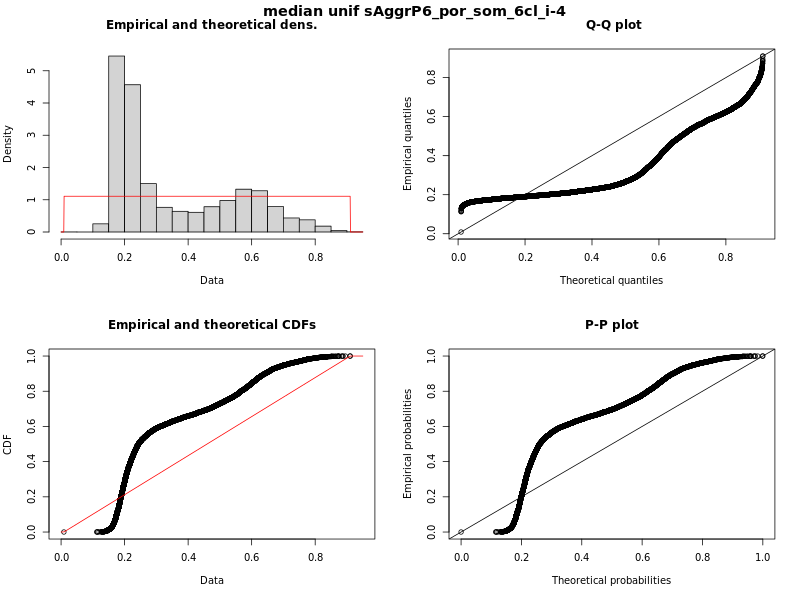 median unif sAggrP6_por_som_6cl_i-4
Empirical and theoretical dens.
Density
0 1 2 3 4 5
0.0 0.2 0.4 0.6 0.8
Data
Q-Q plot
Empirical quantiles
0.0 0.2 0.4 0.6 0.8
0.0 0.2 0.4 0.6 0.8
Theoretical quantiles
Empirical and theoretical CDFs
CDF
0.0 0.2 0.4 0.6 0.8 1.0
0.0 0.2 0.4 0.6 0.8
Data
P-P plot
Empirical probabilities
0.0 0.2 0.4 0.6 0.8 1.0
0.0 0.2 0.4 0.6 0.8 1.0
Theoretical probabilities